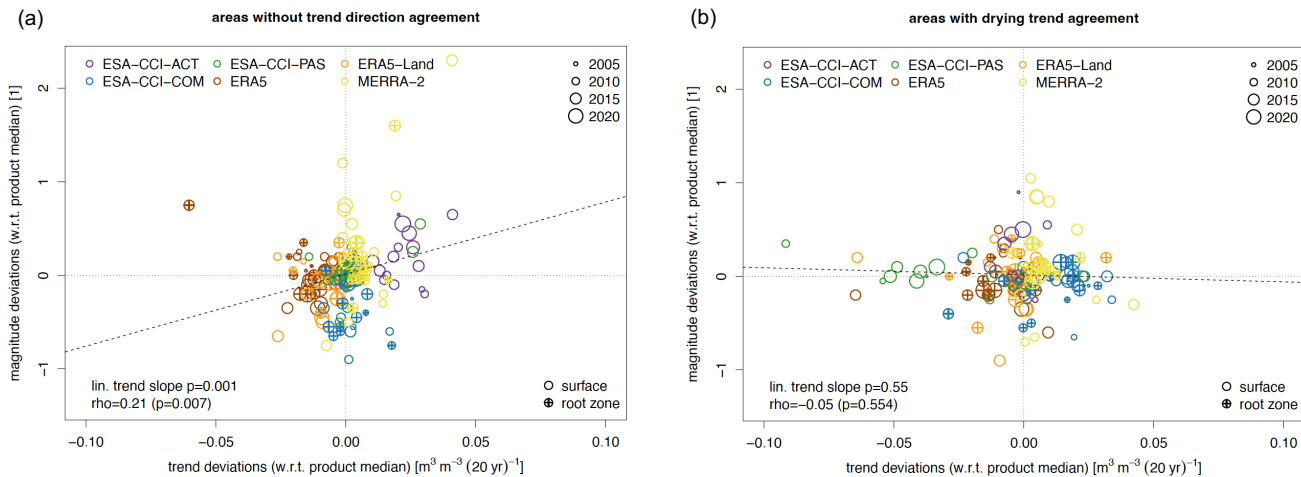 (a)
areas without trend direction agreement
ESA−CCI−ACT ESA−CCI−PAS ERA5−Land 2005
ESA−CCI−COM ERA5 MERRA−2 2010
2015
2020
2
1
0
−1
magnitude deviations (w.r.t. product median) [1]
lin. trend slope p=0.001
rho=0.21 (p=0.007)
surface
root zone
−0.10 −0.05 0.00 0.05 0.10
trend deviations (w.r.t. product median) [m³ m⁻³ (20 yr)⁻¹]
(b)
areas with drying trend agreement
ESA−CCI−ACT ESA−CCI−PAS ERA5−Land 2005
ESA−CCI−COM ERA5 MERRA−2 2010
2015
2020
2
1
0
−1
magnitude deviations (w.r.t. product median) [1]
lin. trend slope p=0.55
rho=−0.05 (p=0.554)
surface
root zone
−0.10 −0.05 0.00 0.05 0.10
trend deviations (w.r.t. product median) [m³ m⁻³ (20 yr)⁻¹]